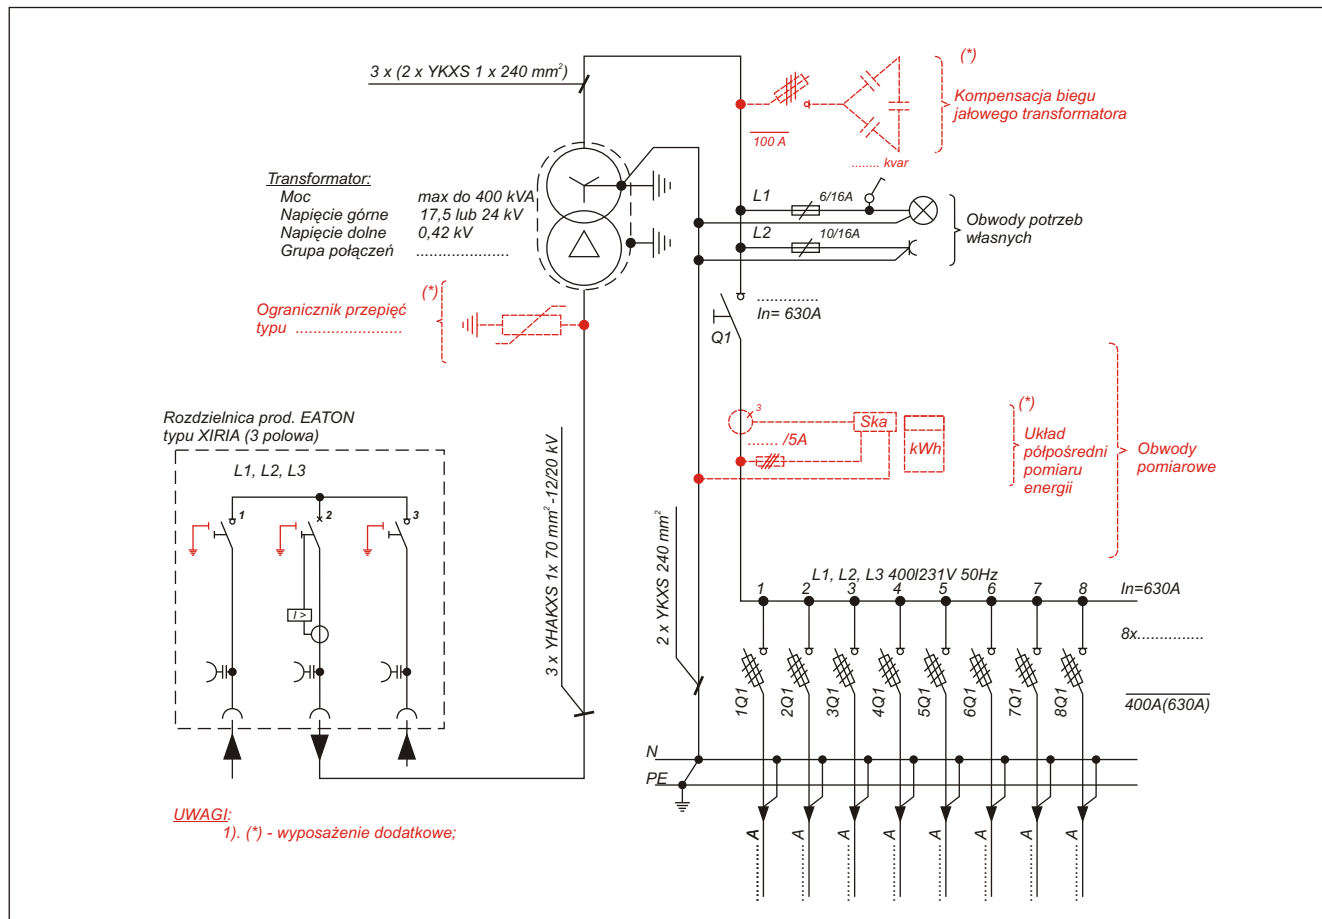 3 x (2 x YKXS 1 x 240 mm²)
(*)
Kompensacja biegu
jałowego transformatora
100 A
........ kvar
Transformator:
Moc max do 400 kVA
Napięcie górne 17,5 lub 24 kV
Napięcie dolne 0,42 kV
Grupa połączeń .....................
L1
6/16A
L2
10/16A
Obwody potrzeb
własnych
(*)
Ogranicznik przepięć
typu ........................
..............
In= 630A
Q1
Rozdzielnica prod. EATON
typu XIRIA (3 polowa)
L1, L2, L3
1
2
3
I >
3 x YHAKXS 1x 70 mm² -12/20 kV
3
Ska
kWh
....... /5A
(*)
Układ
półpośredni
pomiaru
energii
Obwody
pomiarowe
2 x YKXS 240 mm²
L1, L2, L3 400l231V 50Hz
1 2 3 4 5 6 7 8
In=630A
8x...............
1Q1 2Q1 3Q1 4Q1 5Q1 6Q1 7Q1 8Q1
400A(630A)
N
PE
A A A A A A A A
UWAGI:
1). (*) - wyposażenie dodatkowe;